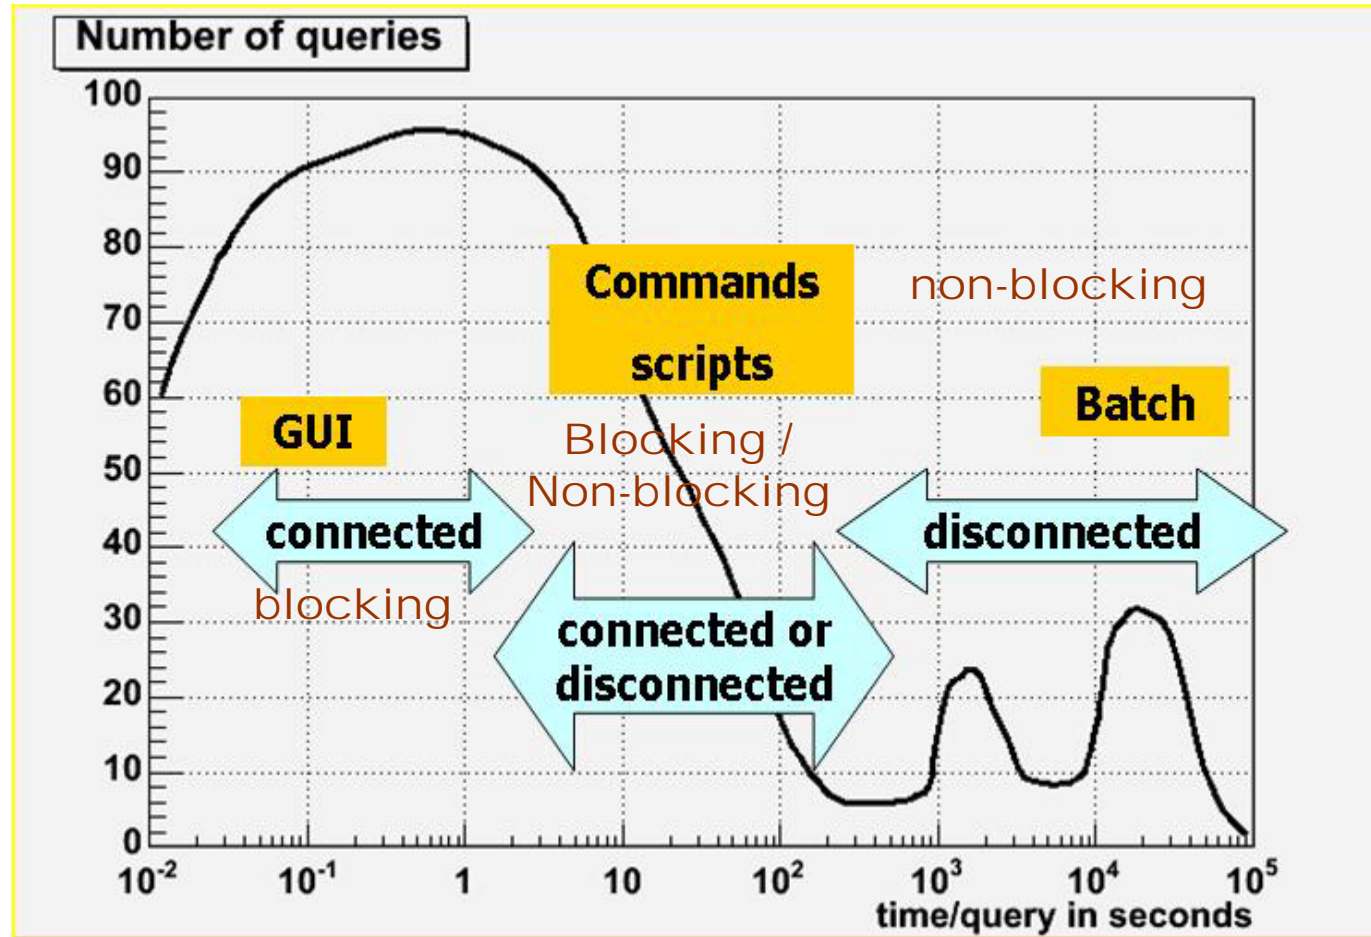 Number of queries
100
90
80
70
60
50
40
30
20
10
0
Commands
scripts
non-blocking
GUI
Batch
Blocking /
Non-blocking
connected
disconnected
blocking
connected or
disconnected
10-2 10-1 1 10 10² 10³ 10⁴ 10⁵
time/query in seconds